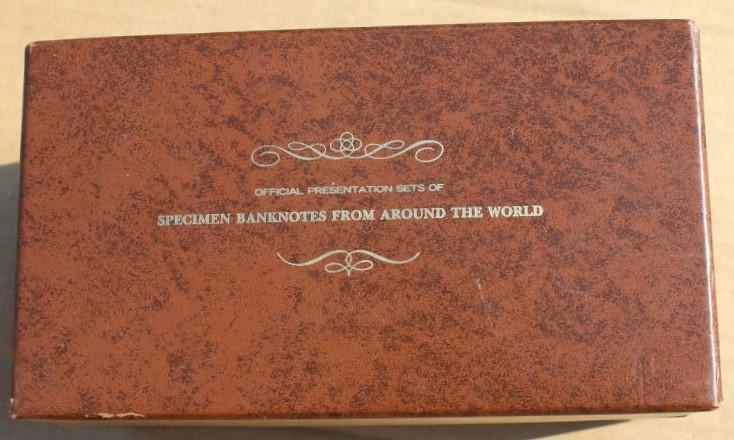 OFFICIAL PRESENTATION SETS OF
SPECIMEN BANKNOTES FROM AROUND THE WORLD